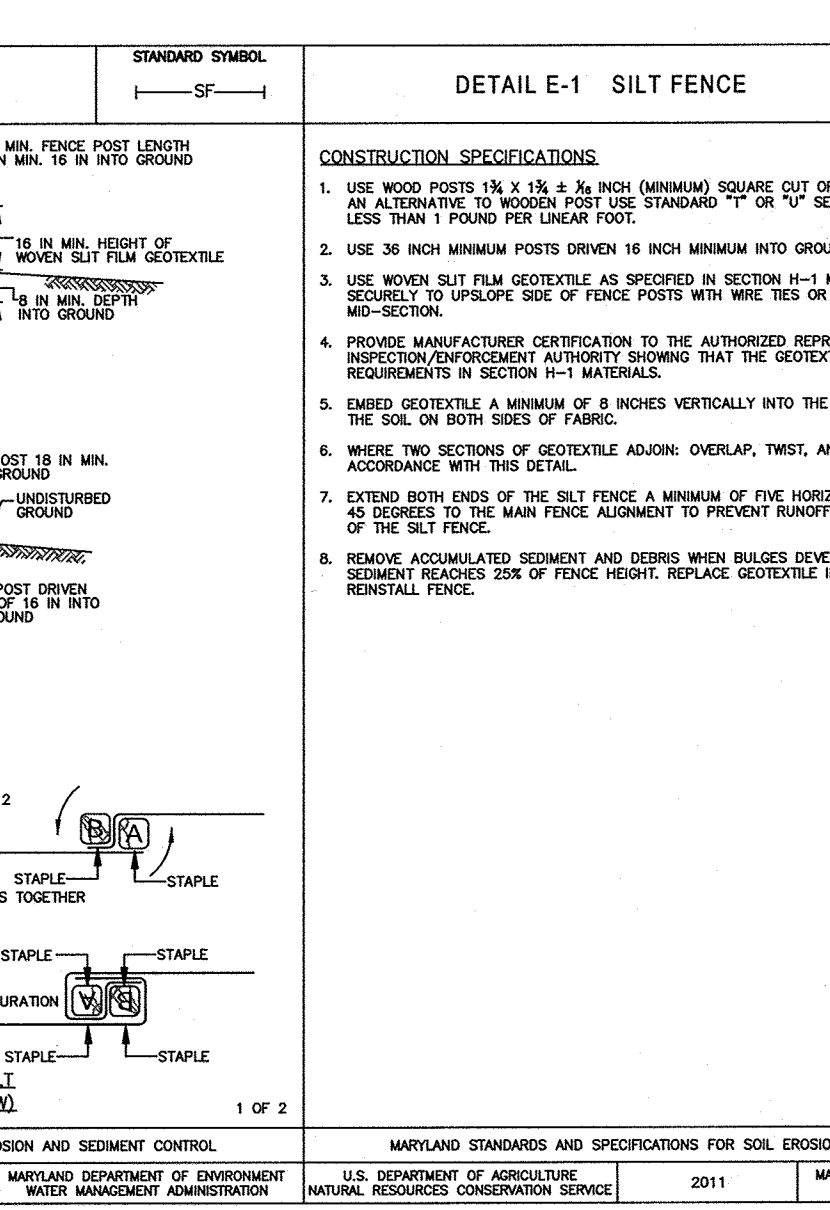 STANDARD SYMBOL
SF
MIN. FENCE POST LENGTH
MIN. 16 IN INTO GROUND
16 IN MIN. HEIGHT OF
WOVEN SLIT FILM GEOTEXTILE
8 IN MIN. DEPTH
INTO GROUND
OST 18 IN MIN.
GROUND
UNDISTURBED
GROUND
POST DRIVEN
OF 16 IN INTO
OUND
2
B A
STAPLE STAPLE
S TOGETHER
STAPLE STAPLE
URATION A B
STAPLE STAPLE
1 OF 2
OSION AND SEDIMENT CONTROL
MARYLAND DEPARTMENT OF ENVIRONMENT
WATER MANAGEMENT ADMINISTRATION
DETAIL E-1 SILT FENCE
CONSTRUCTION SPECIFICATIONS
1. USE WOOD POSTS 1¾ X 1¾ ± 1/16 INCH (MINIMUM) SQUARE CUT OF
AN ALTERNATIVE TO WOODEN POST USE STANDARD "T" OR "U" SE
LESS THAN 1 POUND PER LINEAR FOOT.
2. USE 36 INCH MINIMUM POSTS DRIVEN 16 INCH MINIMUM INTO GROU
3. USE WOVEN SLIT FILM GEOTEXTILE AS SPECIFIED IN SECTION H-1 M
SECURELY TO UPSLOPE SIDE OF FENCE POSTS WITH WIRE TIES OR
MID-SECTION.
4. PROVIDE MANUFACTURER CERTIFICATION TO THE AUTHORIZED REPR
INSPECTION/ENFORCEMENT AUTHORITY SHOWING THAT THE GEOTEXT
REQUIREMENTS IN SECTION H-1 MATERIALS.
5. EMBED GEOTEXTILE A MINIMUM OF 8 INCHES VERTICALLY INTO THE
THE SOIL ON BOTH SIDES OF FABRIC.
6. WHERE TWO SECTIONS OF GEOTEXTILE ADJOIN: OVERLAP, TWIST, AN
ACCORDANCE WITH THIS DETAIL.
7. EXTEND BOTH ENDS OF THE SILT FENCE A MINIMUM OF FIVE HORIZ
45 DEGREES TO THE MAIN FENCE ALIGNMENT TO PREVENT RUNOFF
OF THE SILT FENCE.
8. REMOVE ACCUMULATED SEDIMENT AND DEBRIS WHEN BULGES DEVE
SEDIMENT REACHES 25% OF FENCE HEIGHT. REPLACE GEOTEXTILE I
REINSTALL FENCE.
MARYLAND STANDARDS AND SPECIFICATIONS FOR SOIL EROSIO
U.S. DEPARTMENT OF AGRICULTURE
NATURAL RESOURCES CONSERVATION SERVICE
2011
MA